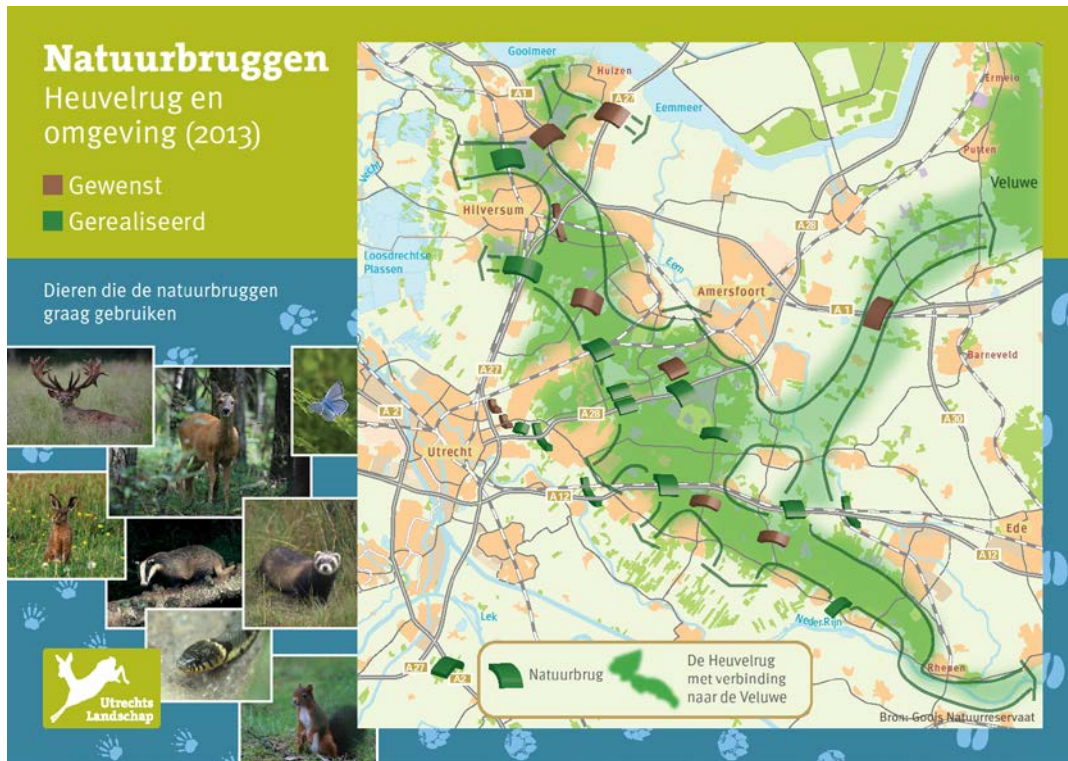 Natuurbruggen
Heuvelrug en
omgeving (2013)
Gewenst
Gerealiseerd
Dieren die de natuurbruggen
graag gebruiken
Utrechts
Landschap
Gooimeer
Huizen
A1
A27
Eemmeer
Ermelo
Putten
Veluwe
Vecht
Hilversum
A28
Loosdrechtse
Plassen
Eem
Amersfoort
A1
Barneveld
A27
A2
A28
A30
Utrecht
A12
Ede
A12
Lek
Neder-Rijn
Rhenen
A27
A2
Natuurbrug
De Heuvelrug
met verbinding
naar de Veluwe
Bron: Goois Natuurreservaat